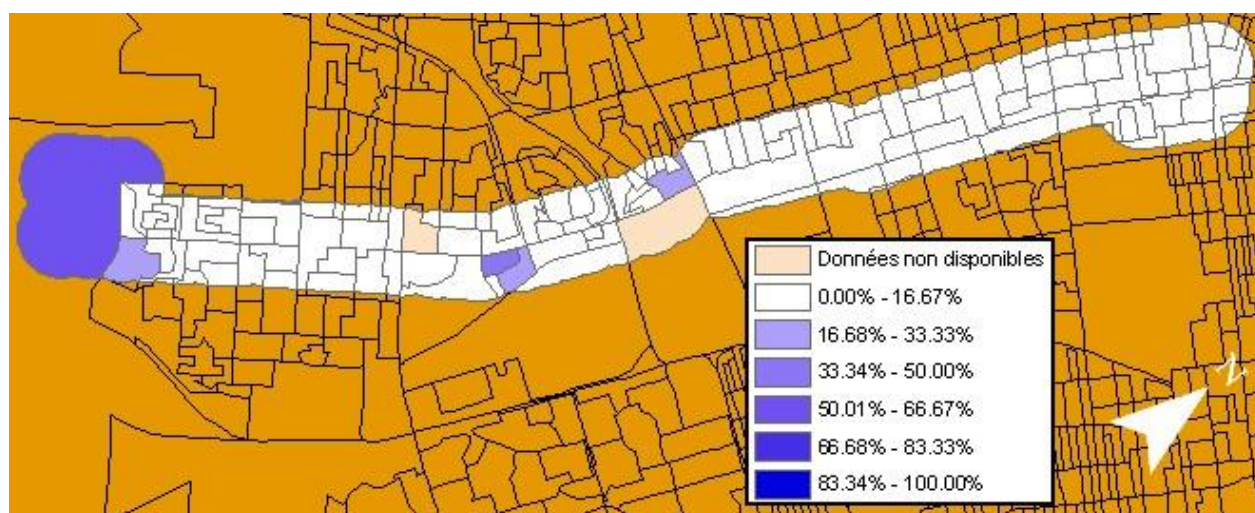 Données non disponibles
0.00% - 16.67%
16.68% - 33.33%
33.34% - 50.00%
50.01% - 66.67%
66.68% - 83.33%
83.34% - 100.00%
N